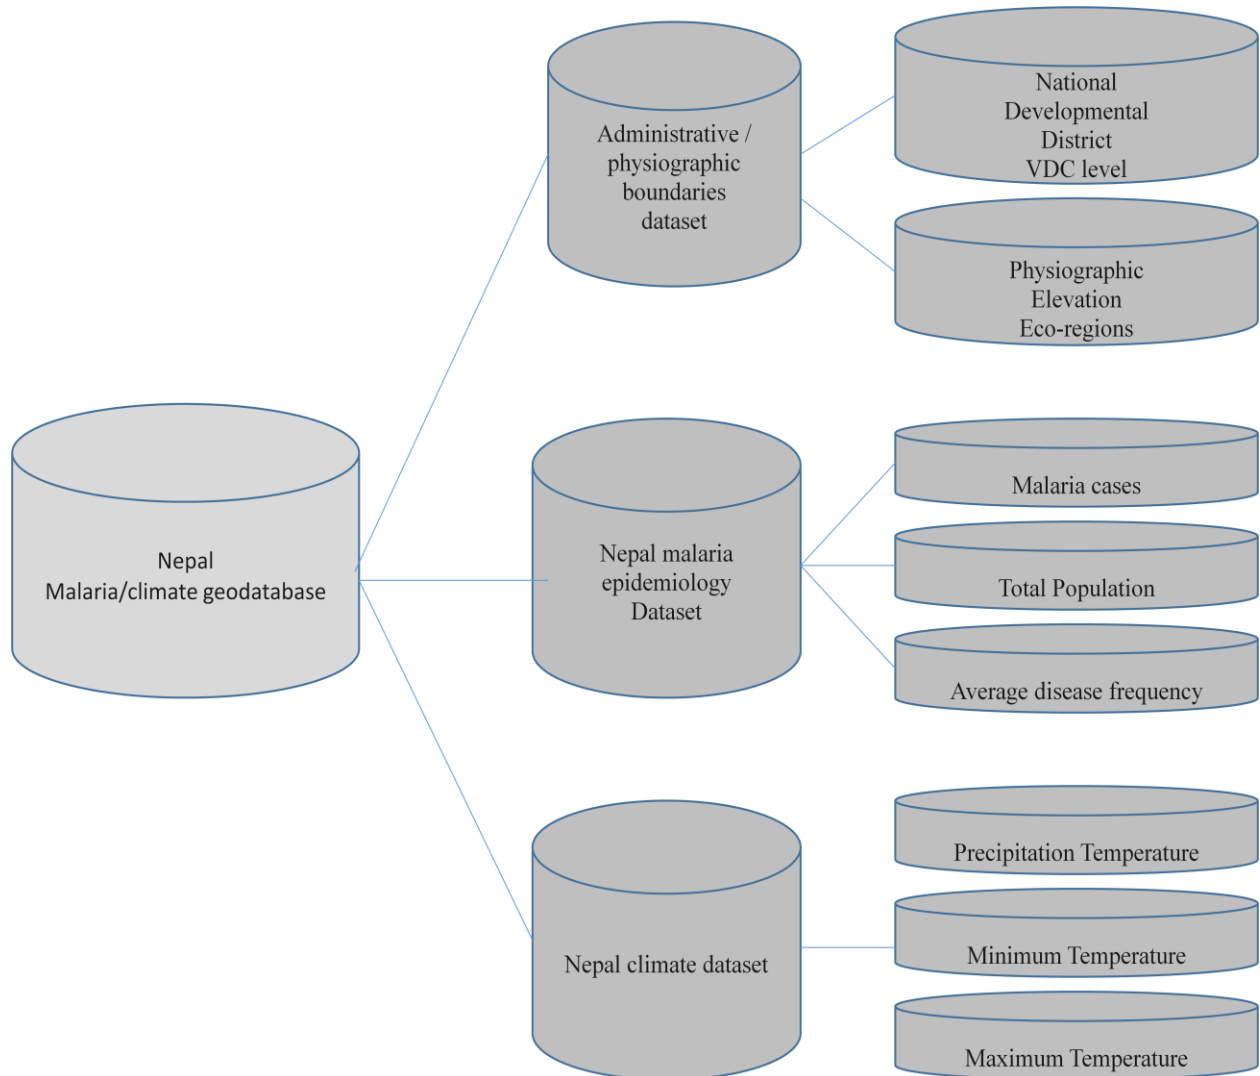 Nepal
Malaria/climate geodatabase
Administrative /
physiographic
boundaries
dataset
National
Developmental
District
VDC level
Physiographic
Elevation
Eco-regions
Nepal malaria
epidemiology
Dataset
Malaria cases
Total Population
Average disease frequency
Nepal climate dataset
Precipitation Temperature
Minimum Temperature
Maximum Temperature